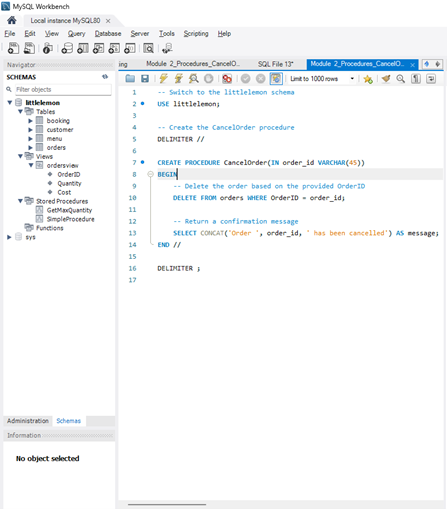 MySQL Workbench
Local instance MySQL80
File Edit View Query Database Server Tools Scripting Help
Navigator
SCHEMAS
Filter objects
littlelemon
Tables
booking
customer
menu
orders
Views
ordersview
OrderID
Quantity
Cost
Stored Procedures
GetMaxQuantity
SimpleProcedure
Functions
sys
Administration Schemas
Information
No object selected
ing Module 2_Procedures_CancelO... SQL File 13* Module 2_Procedures_CancelO...
Limit to 1000 rows
1 -- Switch to the littlelemon schema
2 USE littlelemon;
3
4 -- Create the CancelOrder procedure
5 DELIMITER //
6
7 CREATE PROCEDURE CancelOrder(IN order_id VARCHAR(45))
8 BEGIN
9 -- Delete the order based on the provided OrderID
10 DELETE FROM orders WHERE OrderID = order_id;
11
12 -- Return a confirmation message
13 SELECT CONCAT('Order ', order_id, ' has been cancelled') AS message;
14 END //
15
16 DELIMITER ;
17